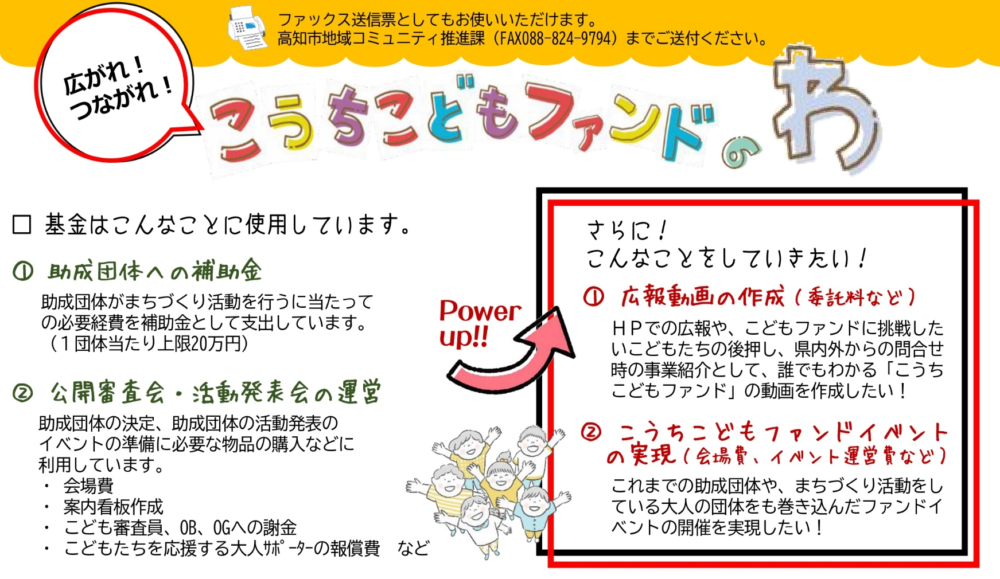 ファックス送信票としてもお使いいただけます。
高知市地域コミュニティ推進課（FAX088-824-9794）までご送付ください。
広がれ！
つながれ！
こうちこどもファンドのわ
□ 基金はこんなことに使用しています。
① 助成団体への補助金
助成団体がまちづくり活動を行うに当たって
の必要経費を補助金として支出しています。
（１団体当たり上限20万円）
② 公開審査会・活動発表会の運営
助成団体の決定、助成団体の活動発表の
イベントの準備に必要な物品の購入などに
利用しています。
・ 会場費
・ 案内看板作成
・ こども審査員、OB、OGへの謝金
・ こどもたちを応援する大人ｻﾎﾟｰﾀｰの報償費　など
Power
up!!
さらに！
こんなことをしていきたい！
① 広報動画の作成（委託料など）
ＨＰでの広報や、こどもファンドに挑戦した
いこどもたちの後押し、県内外からの問合せ
時の事業紹介として、誰でもわかる「こうち
こどもファンド」の動画を作成したい！
② こうちこどもファンドイベント
の実現（会場費、イベント運営費など）
これまでの助成団体や、まちづくり活動をし
ている大人の団体をも巻き込んだファンドイ
ベントの開催を実現したい！